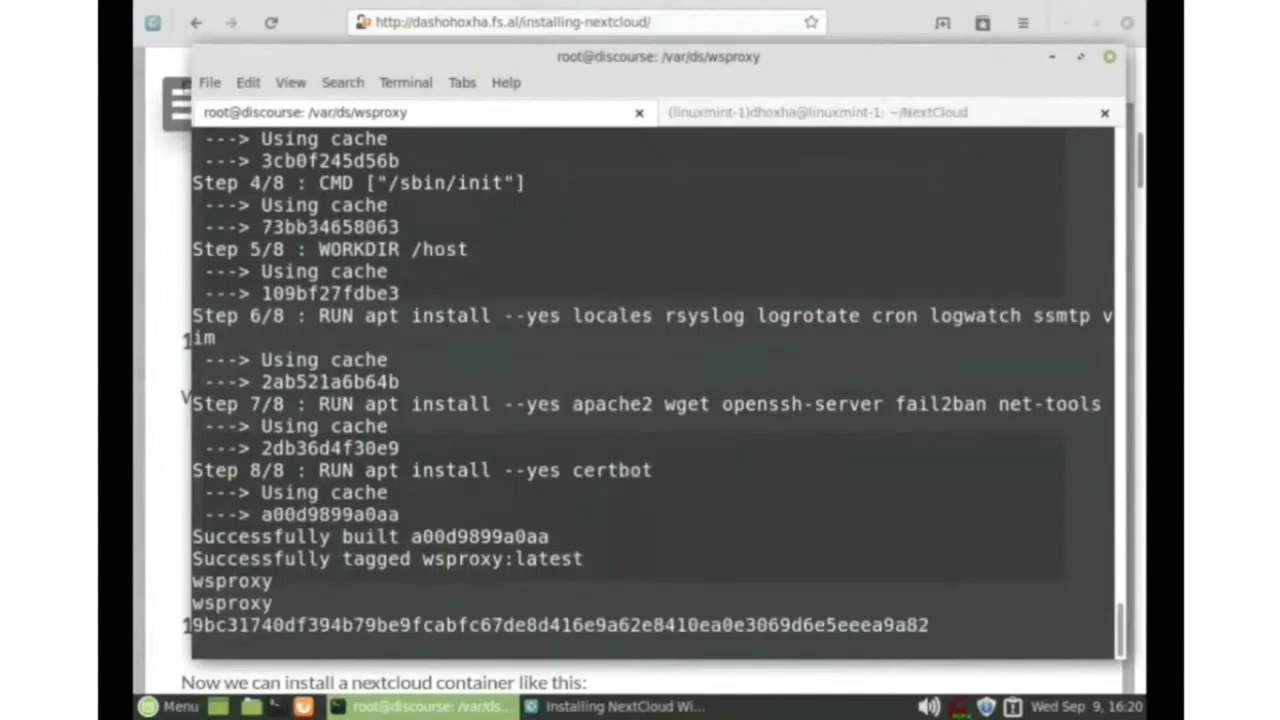 http://dashohoxha.fs.al/installing-nextcloud/
root@discourse: /var/ds/wsproxy
File Edit View Search Terminal Tabs Help
root@discourse: /var/ds/wsproxy
(linuxmint-1)dhoxha@linuxmint-1: ~/NextCloud
---> Using cache
---> 3cb0f245d56b
Step 4/8 : CMD ["/sbin/init"]
---> Using cache
---> 73bb34658063
Step 5/8 : WORKDIR /host
---> Using cache
---> 109bf27fdbe3
Step 6/8 : RUN apt install --yes locales rsyslog logrotate cron logwatch ssmtp v
im
---> Using cache
---> 2ab521a6b64b
Step 7/8 : RUN apt install --yes apache2 wget openssh-server fail2ban net-tools
---> Using cache
---> 2db36d4f30e9
Step 8/8 : RUN apt install --yes certbot
---> Using cache
---> a00d9899a0aa
Successfully built a00d9899a0aa
Successfully tagged wsproxy:latest
wsproxy
wsproxy
9bc31740df394b79be9fcabfc67de8d416e9a62e8410ea0e3069d6e5eeea9a82
Now we can install a nextcloud container like this:
Menu root@discourse: /var/ds... Installing NextCloud Wi... Wed Sep 9, 16:20